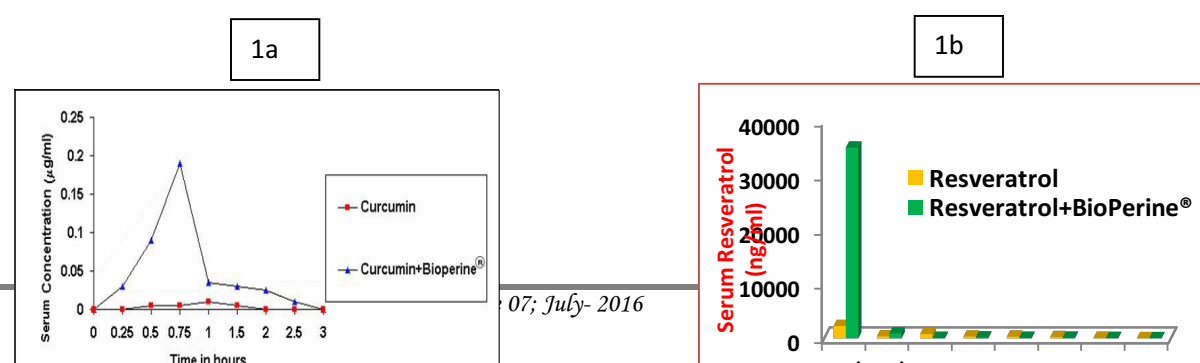 1a
1b
0.25
0.2
0.15
0.1
0.05
0
Serum Concentration (μg/ml)
Curcumin
Curcumin+Bioperine®
0 0.25 0.5 0.75 1 1.5 2 2.5 3
Time in hours
07; July- 2016
40000
30000
20000
10000
0
Serum Resveratrol
(ng/ml)
Resveratrol
Resveratrol+BioPerine®